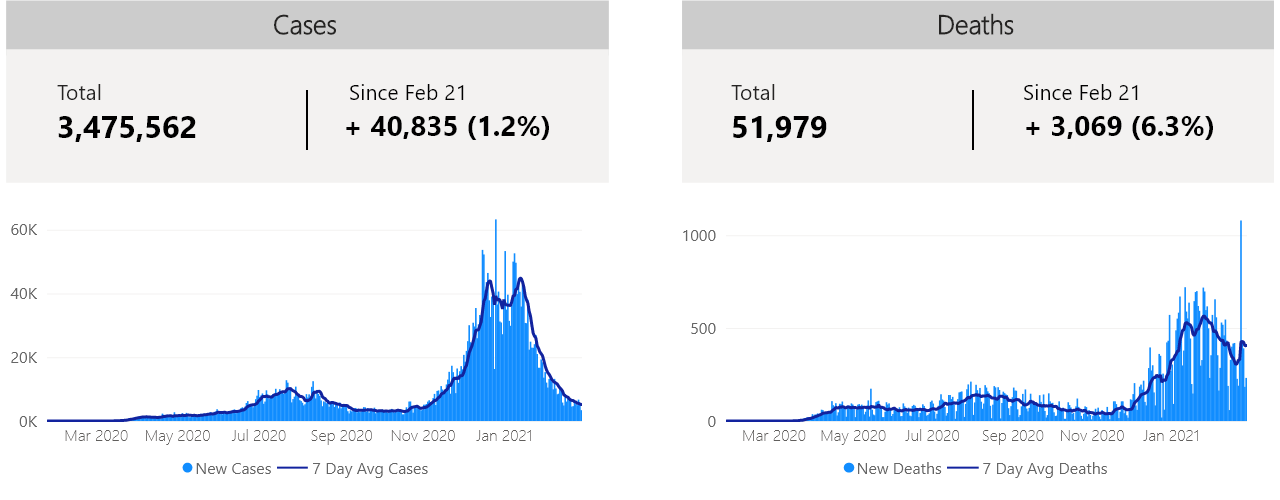 Cases
Total
3,475,562
Since Feb 21
+ 40,835 (1.2%)
60K
40K
20K
0K
Mar 2020 May 2020 Jul 2020 Sep 2020 Nov 2020 Jan 2021
New Cases 7 Day Avg Cases
Deaths
Total
51,979
Since Feb 21
+ 3,069 (6.3%)
1000
500
0
Mar 2020 May 2020 Jul 2020 Sep 2020 Nov 2020 Jan 2021
New Deaths 7 Day Avg Deaths